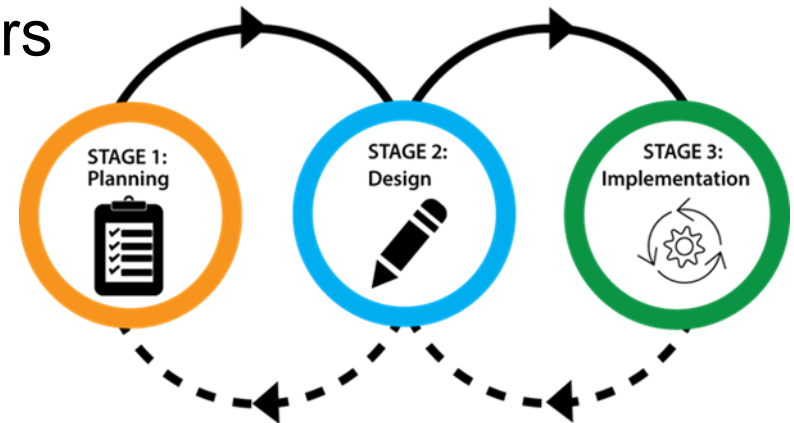 rs
STAGE 1:
Planning
STAGE 2:
Design
STAGE 3:
Implementation